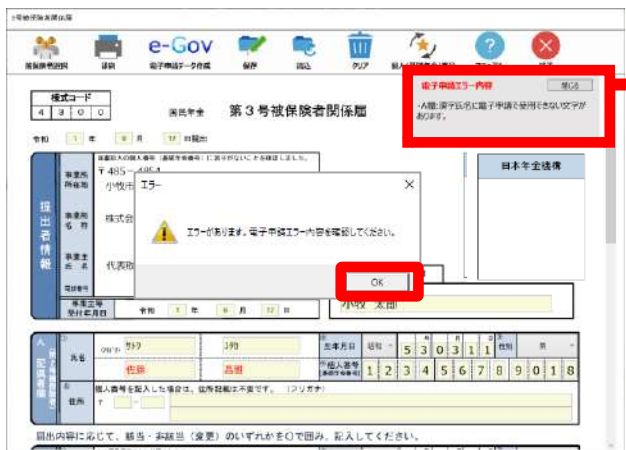 3号被保険者関係届
被保険者選択 印刷 e-Gov 電子申請データ作成 保存 読込 クリア
電子申請エラー内容 閉じる
・A欄:漢字氏名に電子申請で使用できない文字があります。
様式コード
4 3 0 0
国民年金 第3号被保険者関係届
令和 1 年 6 月 17 日提出
日本年金機構
提出者情報
事業所所在地
〒485-
小牧市
エラー
エラーがあります。電子申請エラー内容を確認してください。
OK
事業所名称
株式会
事業主氏名
代表取
電話番号
事業主等受付年月日 令和 1 年 6 月 17 日
小牧 太郎
A
配偶者欄
氏名
フリガナ
佐藤
昌潮
生年月日 昭和 5 3 0 3 1 1 性別 男
個人番号 1 2 3 4 5 6 7 8 9 0 1 8
住所
個人番号を記入した場合は、住所記載は不要です。 (フリガナ)
〒 -
届出内容に応じて、該当・非該当(変更)のいずれかを○で囲み、記入してください。